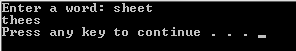 Enter a word: sheet
thees
Press any key to continue . . . _